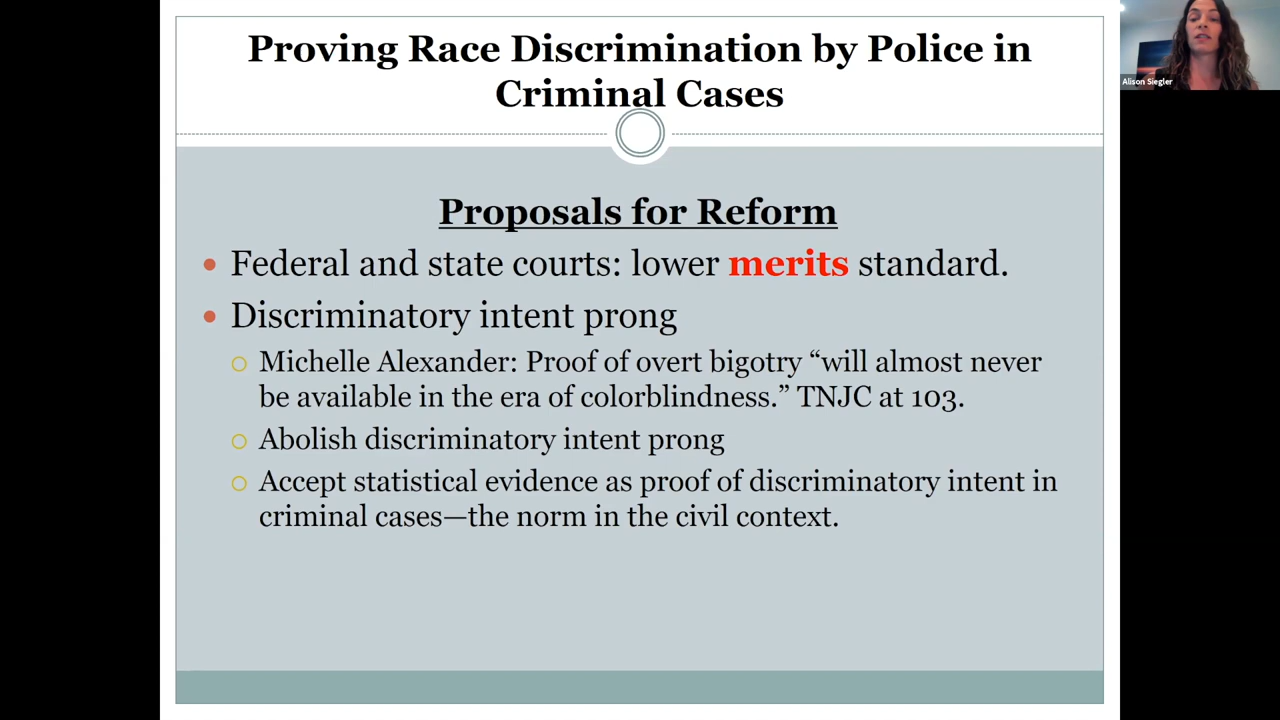 Proving Race Discrimination by Police in
Criminal Cases
Alison Siegler
Proposals for Reform
Federal and state courts: lower merits standard.
Discriminatory intent prong
Michelle Alexander: Proof of overt bigotry “will almost never
be available in the era of colorblindness.” TNJC at 103.
Abolish discriminatory intent prong
Accept statistical evidence as proof of discriminatory intent in
criminal cases—the norm in the civil context.